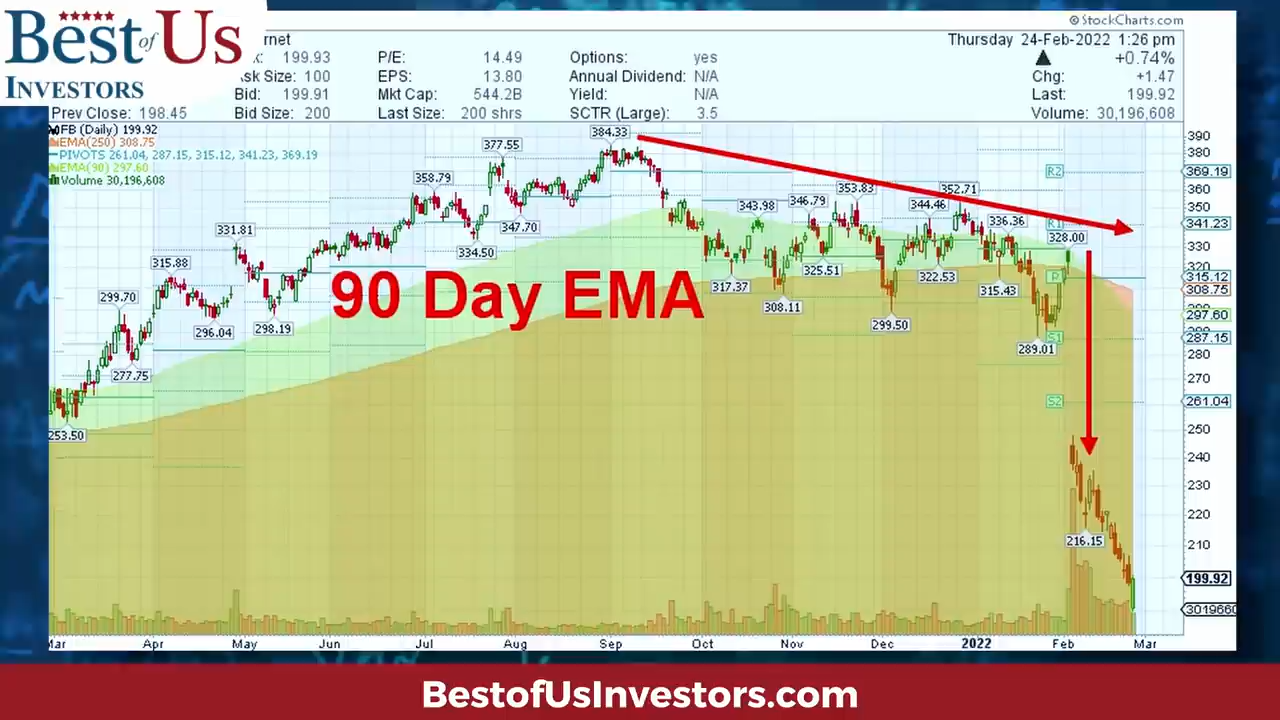 Best of Us
INVESTORS
© StockCharts.com
ernet
Thursday 24-Feb-2022 1:26 pm
199.93 P/E: 14.49 Options: yes +0.74%
sk Size: 100 EPS: 13.80 Annual Dividend: N/A Chg: +1.47
Bid: 199.91 Mkt Cap: 544.2B Yield: N/A Last: 199.92
Prev Close: 198.45 Bid Size: 200 Last Size: 200 shrs SCTR (Large): 3.5 Volume: 30,196,608
FB (Daily) 199.92
EMA(250) 308.75
PIVOTS 261.04, 287.15, 315.12, 341.23, 369.19
EMA(90) 297.60
Volume 30,196,608
384.33
377.55
358.79
353.83
352.71
347.70
346.79
344.46
343.98
336.36
334.50
331.81
328.00
325.51
322.53
317.37
315.88
315.43
308.11
299.70
299.50
298.19
296.04
289.01
277.75
253.50
216.15
90 Day EMA
R2
R1
P
S1
S2
390
380
369.19
360
350
341.23
330
320
315.12
308.75
300
297.60
290
287.15
280
270
261.04
250
240
230
220
210
199.92
3019660
Mar Apr May Jun Jul Aug Sep Oct Nov Dec 2022 Feb Mar
BestofUsInvestors.com